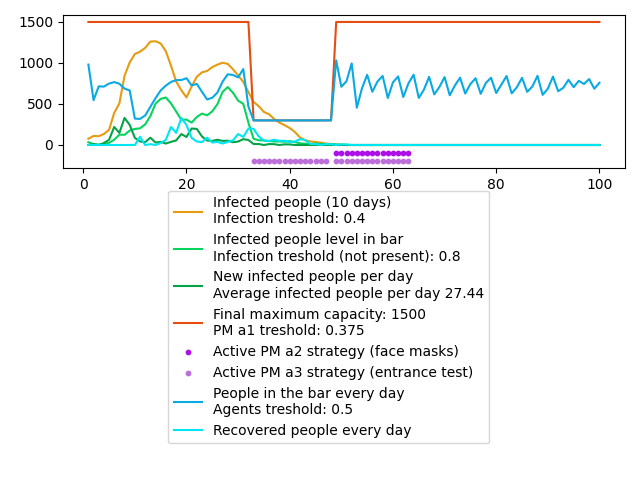 1500
1000
500
0
0 20 40 60 80 100
Infected people (10 days)
Infection treshold: 0.4
Infected people level in bar
Infection treshold (not present): 0.8
New infected people per day
Average infected people per day 27.44
Final maximum capacity: 1500
PM a1 treshold: 0.375
Active PM a2 strategy (face masks)
Active PM a3 strategy (entrance test)
People in the bar every day
Agents treshold: 0.5
Recovered people every day